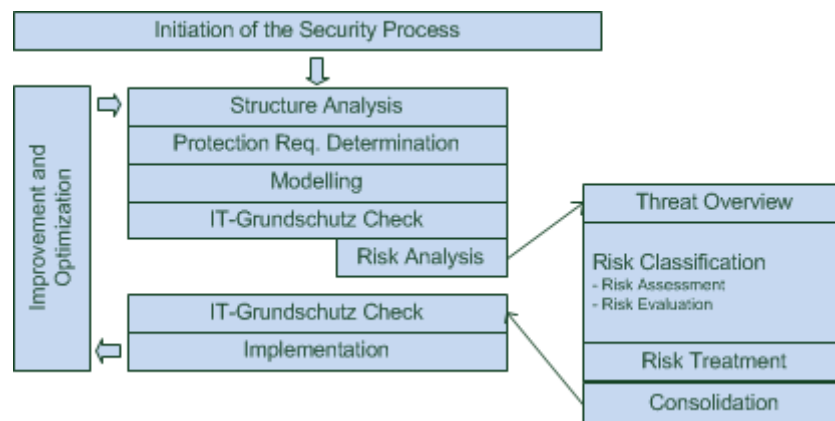 Initiation of the Security Process
Improvement and
Optimization
Structure Analysis
Protection Req. Determination
Modelling
IT-Grundschutz Check
Risk Analysis
IT-Grundschutz Check
Implementation
Threat Overview
Risk Classification
- Risk Assessment
- Risk Evaluation
Risk Treatment
Consolidation